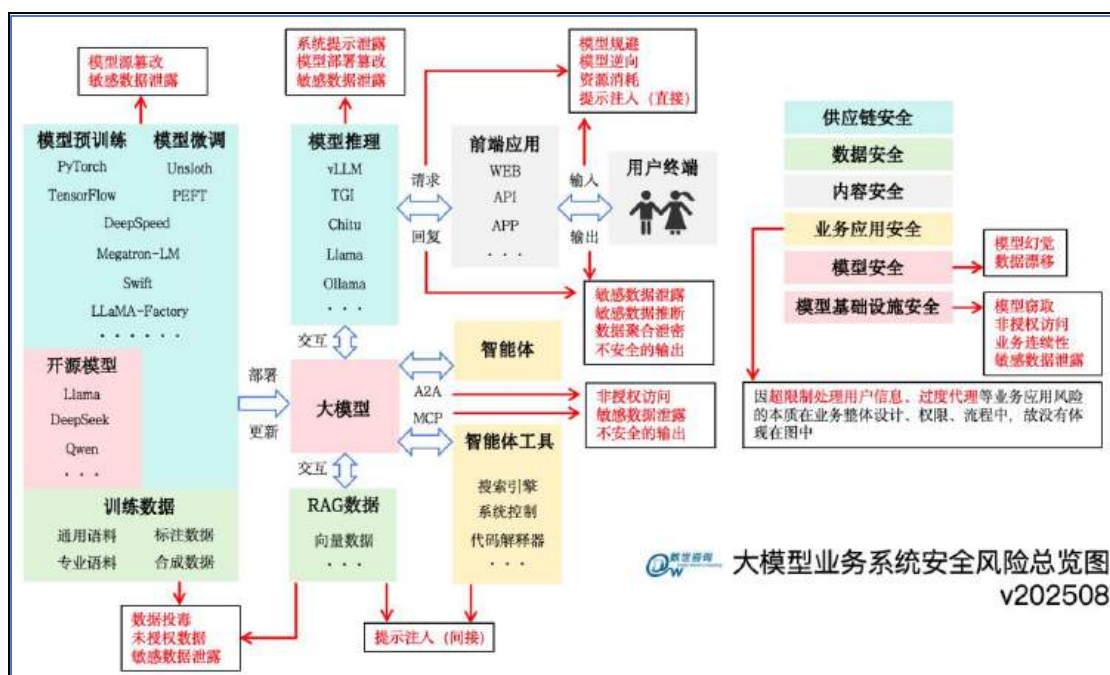 模型源篡改
敏感数据泄露
系统提示泄露
模型部署篡改
敏感数据泄露
模型规避
模型逆向
资源消耗
提示注入（直接）
模型预训练
模型微调
PyTorch
Unsloth
TensorFlow
PEFT
DeepSpeed
Megatron-LM
Swift
LLaMA-Factory
· · · · · ·
模型推理
vLLM
TGI
Chitu
Llama
Ollama
· · ·
请求
回复
前端应用
WEB
API
APP
· · ·
输入
输出
用户终端
供应链安全
数据安全
内容安全
业务应用安全
模型安全
模型基础设施安全
模型幻觉
数据漂移
模型窃取
非授权访问
业务连续性
敏感数据泄露
敏感数据泄露
敏感数据推断
数据聚合泄密
不安全的输出
开源模型
Llama
DeepSeek
Qwen
· · ·
部署
更新
交互
大模型
交互
智能体
A2A
MCP
非授权访问
敏感数据泄露
不安全的输出
智能体工具
搜索引擎
系统控制
代码解释器
· · ·
因超限制处理用户信息、过度代理等业务应用风险
的本质在业务整体设计、权限、流程中，故没有体
现在图中
训练数据
通用语料
标注数据
专业语料
合成数据
RAG数据
向量数据
· · ·
数据投毒
未授权数据
敏感数据泄露
提示注入（间接）
数世咨询
大模型业务系统安全风险总览图
v202508